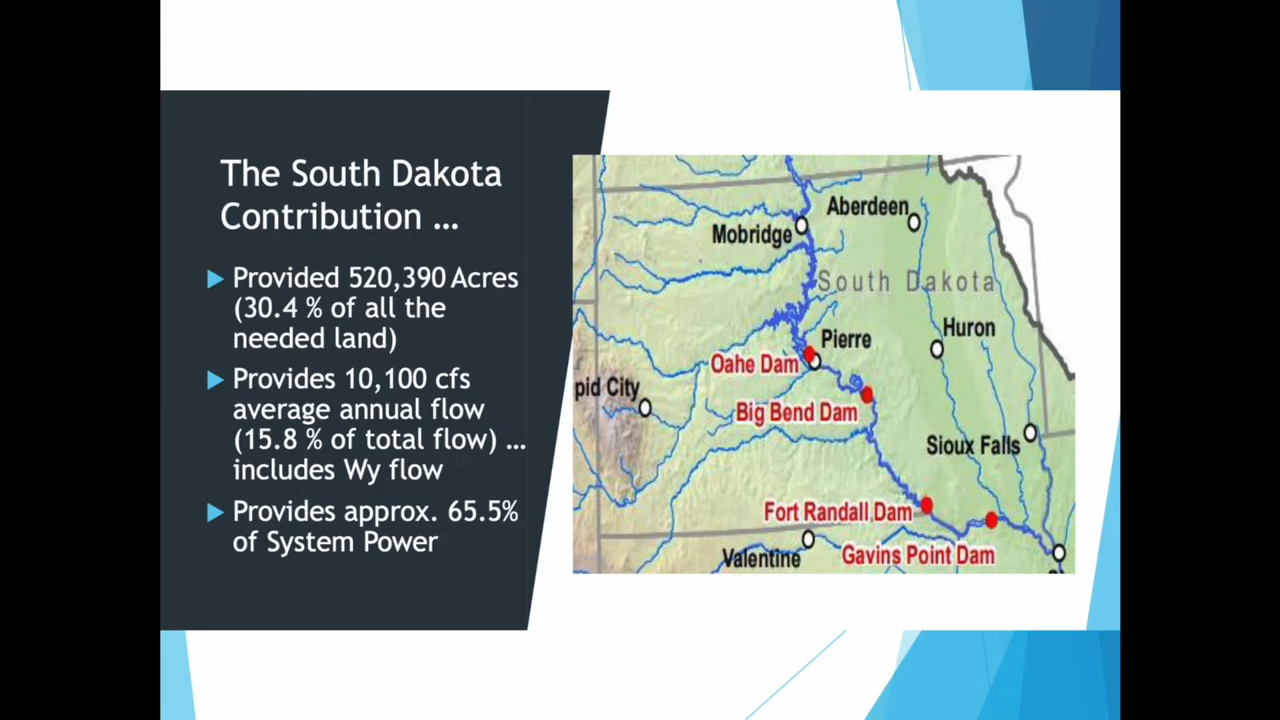 The South Dakota
Contribution ...
Provided 520,390 Acres
(30.4 % of all the
needed land)
Provides 10,100 cfs
average annual flow
(15.8 % of total flow) ...
includes Wy flow
Provides approx. 65.5%
of System Power
Aberdeen
Mobridge
South Dakota
Huron
Pierre
Oahe Dam
pid City
Big Bend Dam
Sioux Falls
Fort Randall Dam
Valentine
Gavins Point Dam